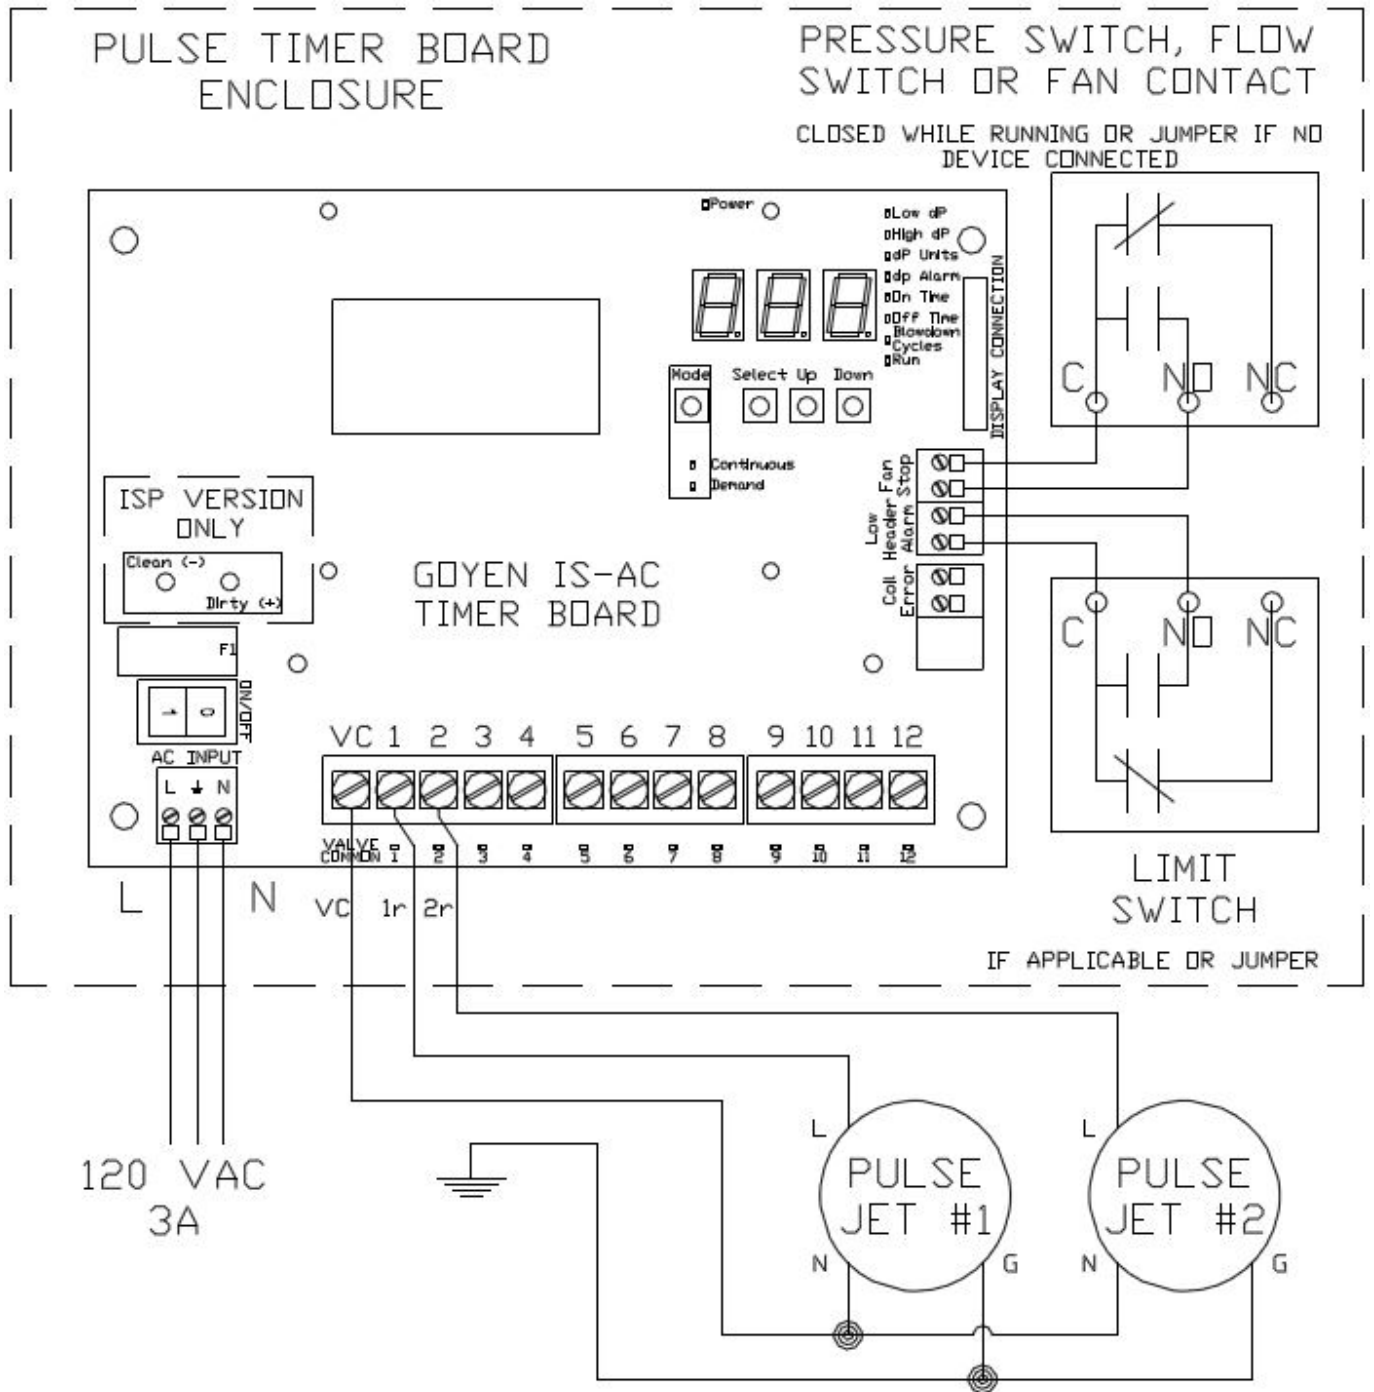 PULSE TIMER BOARD
ENCLOSURE
PRESSURE SWITCH, FLOW
SWITCH OR FAN CONTACT
CLOSED WHILE RUNNING OR JUMPER IF NO
DEVICE CONNECTED
Power
Low dP
High dP
dP Units
dp Alarm
On Time
Off Time
Blowdown
Cycles
Run
DISPLAY CONNECTION
Mode
Select
Up
Down
Continuous
Demand
C
NO
NC
Fan
Stop
Low
Header
Alarm
Coil
Error
ISP VERSION
ONLY
Clean (-)
Dirty (+)
GOYEN IS-AC
TIMER BOARD
F1
1
0
ON/OFF
AC INPUT
L
N
VC 1 2 3 4 5 6 7 8 9 10 11 12
VALVE
COMMON 1 2 3 4 5 6 7 8 9 10 11 12
C
NO
NC
LIMIT
SWITCH
IF APPLICABLE OR JUMPER
L
N
VC
1r
2r
120 VAC
3A
L
PULSE
JET #1
N
G
L
PULSE
JET #2
N
G